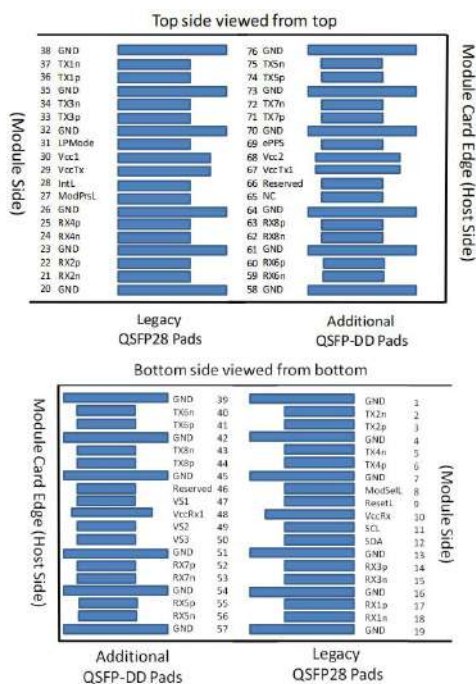 Top side viewed from top
(Module Side)
38 GND
37 TX1n
36 TX1p
35 GND
34 TX3n
33 TX3p
32 GND
31 LPMode
30 Vcc1
29 VccTx
28 IntL
27 ModPrsL
26 GND
25 RX4p
24 RX4n
23 GND
22 RX2p
21 RX2n
20 GND
76 GND
75 TX5n
74 TX5p
73 GND
72 TX7n
71 TX7p
70 GND
69 ePPS
68 Vcc2
67 VccTx1
66 Reserved
65 NC
64 GND
63 RX8p
62 RX8n
61 GND
60 RX6p
59 RX6n
58 GND
Module Card Edge (Host Side)
Legacy
QSFP28 Pads
Additional
QSFP-DD Pads
Bottom side viewed from bottom
Module Card Edge (Host Side)
GND 39
TX6n 40
TX6p 41
GND 42
TX8n 43
TX8p 44
GND 45
Reserved 46
VS1 47
VccRx1 48
VS2 49
VS3 50
GND 51
RX7p 52
RX7n 53
GND 54
RX5p 55
RX5n 56
GND 57
GND 1
TX2n 2
TX2p 3
GND 4
TX4n 5
TX4p 6
GND 7
ModSelL 8
ResetL 9
VccRx 10
SCL 11
SDA 12
GND 13
RX3p 14
RX3n 15
GND 16
RX1p 17
RX1n 18
GND 19
(Module Side)
Additional
QSFP-DD Pads
Legacy
QSFP28 Pads